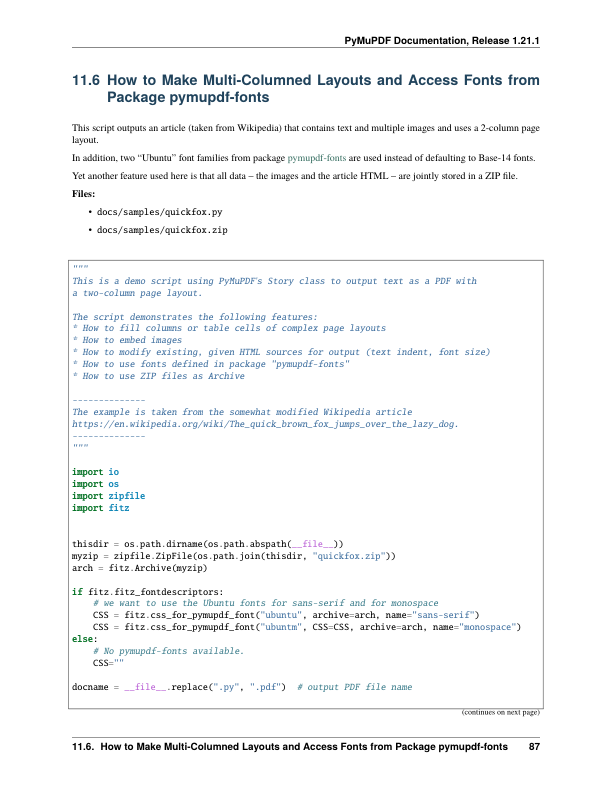 PyMuPDF Documentation, Release 1.21.1
11.6 How to Make Multi-Columned Layouts and Access Fonts from
Package pymupdf-fonts
This script outputs an article (taken from Wikipedia) that contains text and multiple images and uses a 2-column page
layout.
In addition, two “Ubuntu” font families from package pymupdf-fonts are used instead of defaulting to Base-14 fonts.
Yet another feature used here is that all data – the images and the article HTML – are jointly stored in a ZIP file.
Files:
• docs/samples/quickfox.py
• docs/samples/quickfox.zip
"""
This is a demo script using PyMuPDF's Story class to output text as a PDF with
a two-column page layout.
The script demonstrates the following features:
* How to fill columns or table cells of complex page layouts
* How to embed images
* How to modify existing, given HTML sources for output (text indent, font size)
* How to use fonts defined in package "pymupdf-fonts"
* How to use ZIP files as Archive
--------------
The example is taken from the somewhat modified Wikipedia article
https://en.wikipedia.org/wiki/The_quick_brown_fox_jumps_over_the_lazy_dog.
--------------
"""
import io
import os
import zipfile
import fitz
thisdir = os.path.dirname(os.path.abspath(__file__))
myzip = zipfile.ZipFile(os.path.join(thisdir, "quickfox.zip"))
arch = fitz.Archive(myzip)
if fitz.fitz_fontdescriptors:
    # we want to use the Ubuntu fonts for sans-serif and for monospace
    CSS = fitz.css_for_pymupdf_font("ubuntu", archive=arch, name="sans-serif")
    CSS = fitz.css_for_pymupdf_font("ubuntm", CSS=CSS, archive=arch, name="monospace")
else:
    # No pymupdf-fonts available.
    CSS=""
docname = __file__.replace(".py", ".pdf")  # output PDF file name
(continues on next page)
11.6. How to Make Multi-Columned Layouts and Access Fonts from Package pymupdf-fonts 87